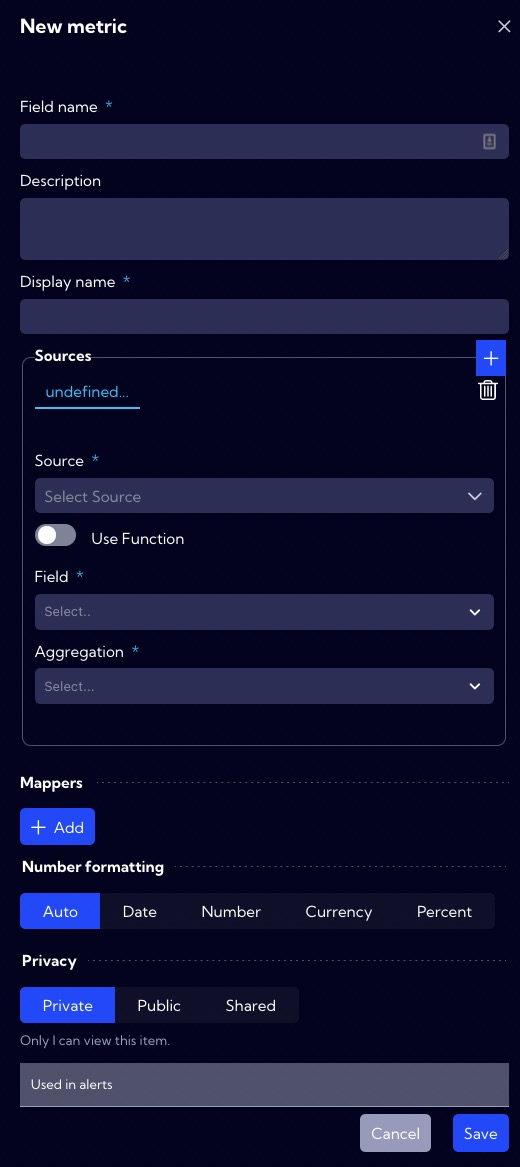 New metric
Field name *
Description
Display name *
Sources
undefined...
Source *
Select Source
Use Function
Field *
Select..
Aggregation *
Select...
Mappers
+ Add
Number formatting
Auto Date Number Currency Percent
Privacy
Private Public Shared
Only I can view this item.
Used in alerts
Cancel Save